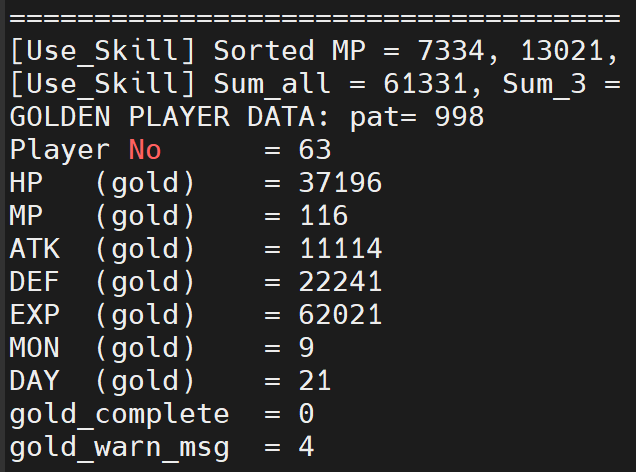 ====================================
[Use_Skill] Sorted MP = 7334, 13021,
[Use_Skill] Sum_all = 61331, Sum_3 =
GOLDEN PLAYER DATA: pat= 998
Player No      = 63
HP   (gold)    = 37196
MP   (gold)    = 116
ATK  (gold)    = 11114
DEF  (gold)    = 22241
EXP  (gold)    = 62021
MON  (gold)    = 9
DAY  (gold)    = 21
gold_complete  = 0
gold_warn_msg  = 4